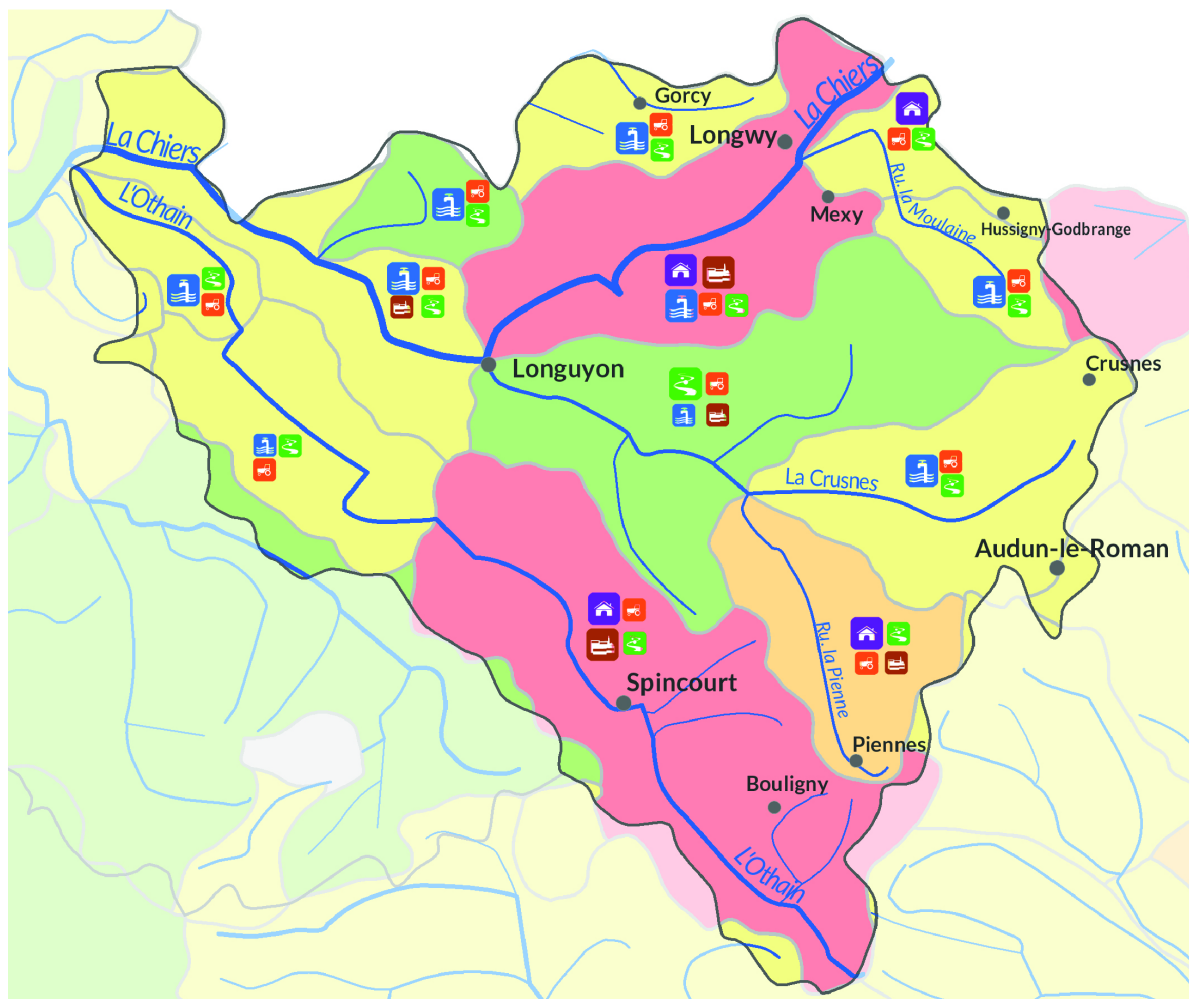 La Chiers
Gorcy
Longwy
La Chiers
L'Othain
Mexy
Ru. la Moulaine
Hussigny-Godbrange
Longuyon
Crusnes
La Crusnes
Audun-le-Roman
Ru. la Pienne
Spincourt
Piennes
Bouligny
L'Othain